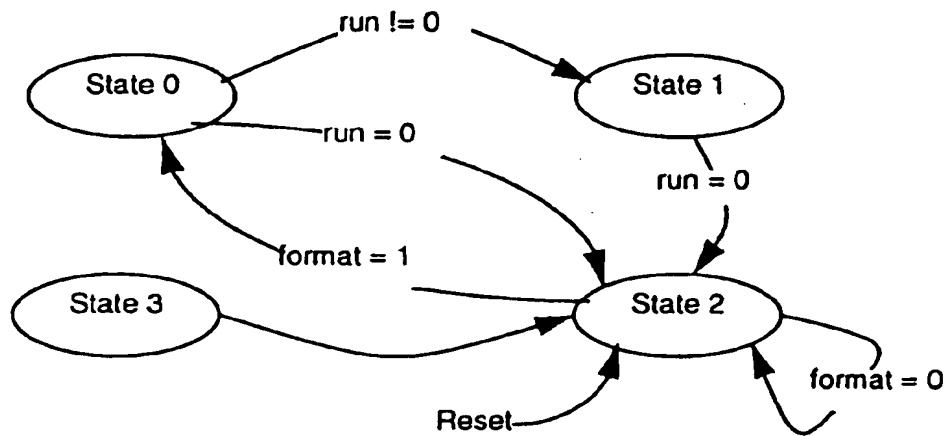 run != 0
State 0
State 1
run = 0
run = 0
format = 1
State 3
State 2
format = 0
Reset